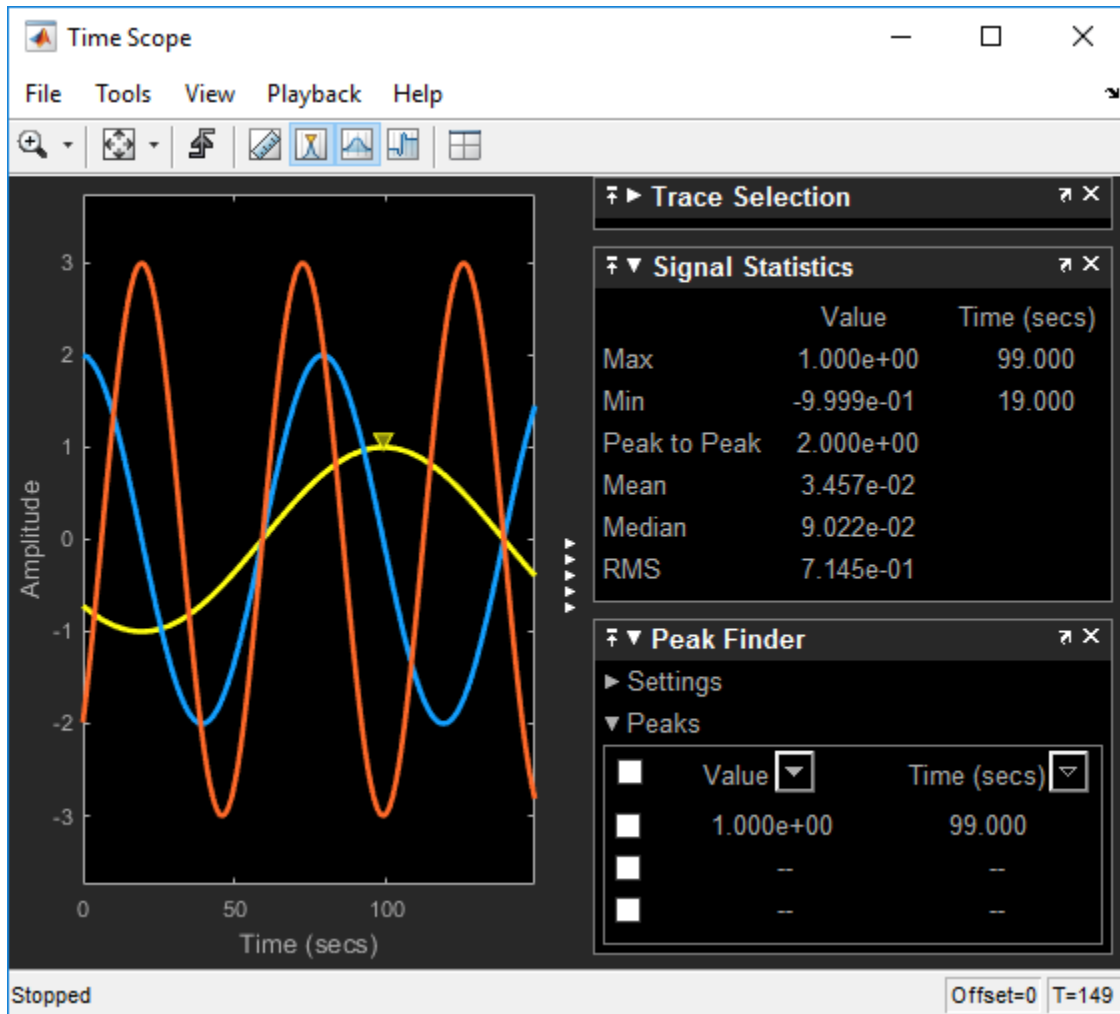 Time Scope
File Tools View Playback Help
3
2
1
0
-1
-2
-3
Amplitude
0 50 100
Time (secs)
Trace Selection
Signal Statistics
Value Time (secs)
Max 1.000e+00 99.000
Min -9.999e-01 19.000
Peak to Peak 2.000e+00
Mean 3.457e-02
Median 9.022e-02
RMS 7.145e-01
Peak Finder
Settings
Peaks
Value Time (secs)
1.000e+00 99.000
-- --
-- --
Stopped Offset=0 T=149